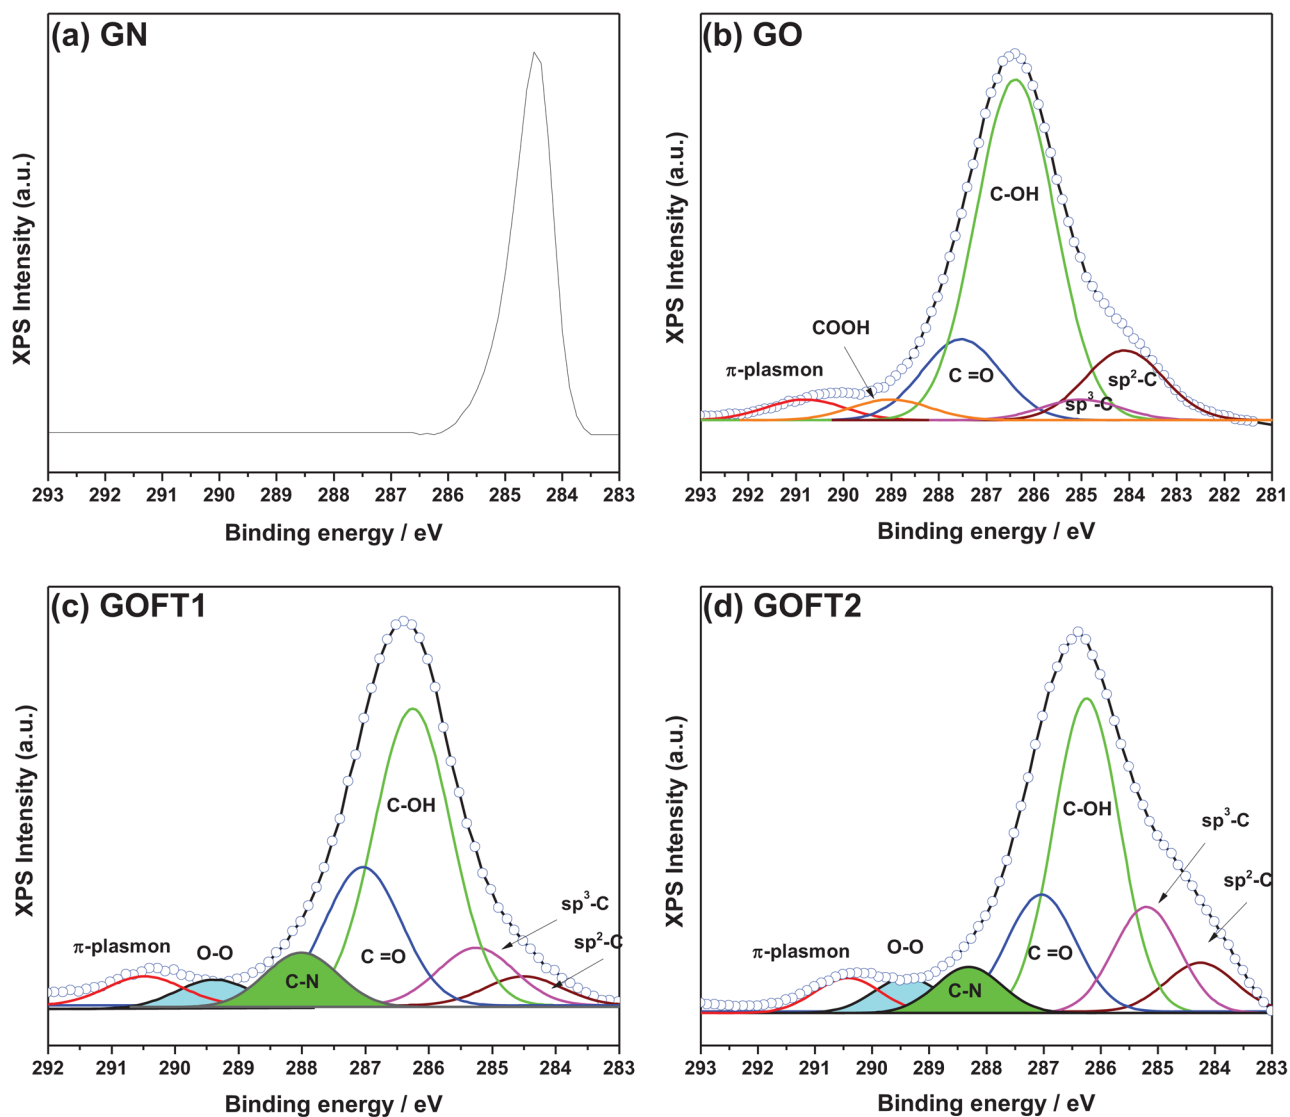 (a) GN
XPS Intensity (a.u.)
293 292 291 290 289 288 287 286 285 284 283
Binding energy / eV
(b) GO
XPS Intensity (a.u.)
C-OH
COOH
π-plasmon
C =O
sp²-C
sp³-C
293 292 291 290 289 288 287 286 285 284 283 282 281
Binding energy / eV
(c) GOFT1
XPS Intensity (a.u.)
C-OH
sp³-C
sp²-C
π-plasmon
O-O
C =O
C-N
292 291 290 289 288 287 286 285 284 283
Binding energy / eV
(d) GOFT2
XPS Intensity (a.u.)
C-OH
sp³-C
sp²-C
π-plasmon
O-O
C =O
C-N
293 292 291 290 289 288 287 286 285 284 283
Binding energy / eV